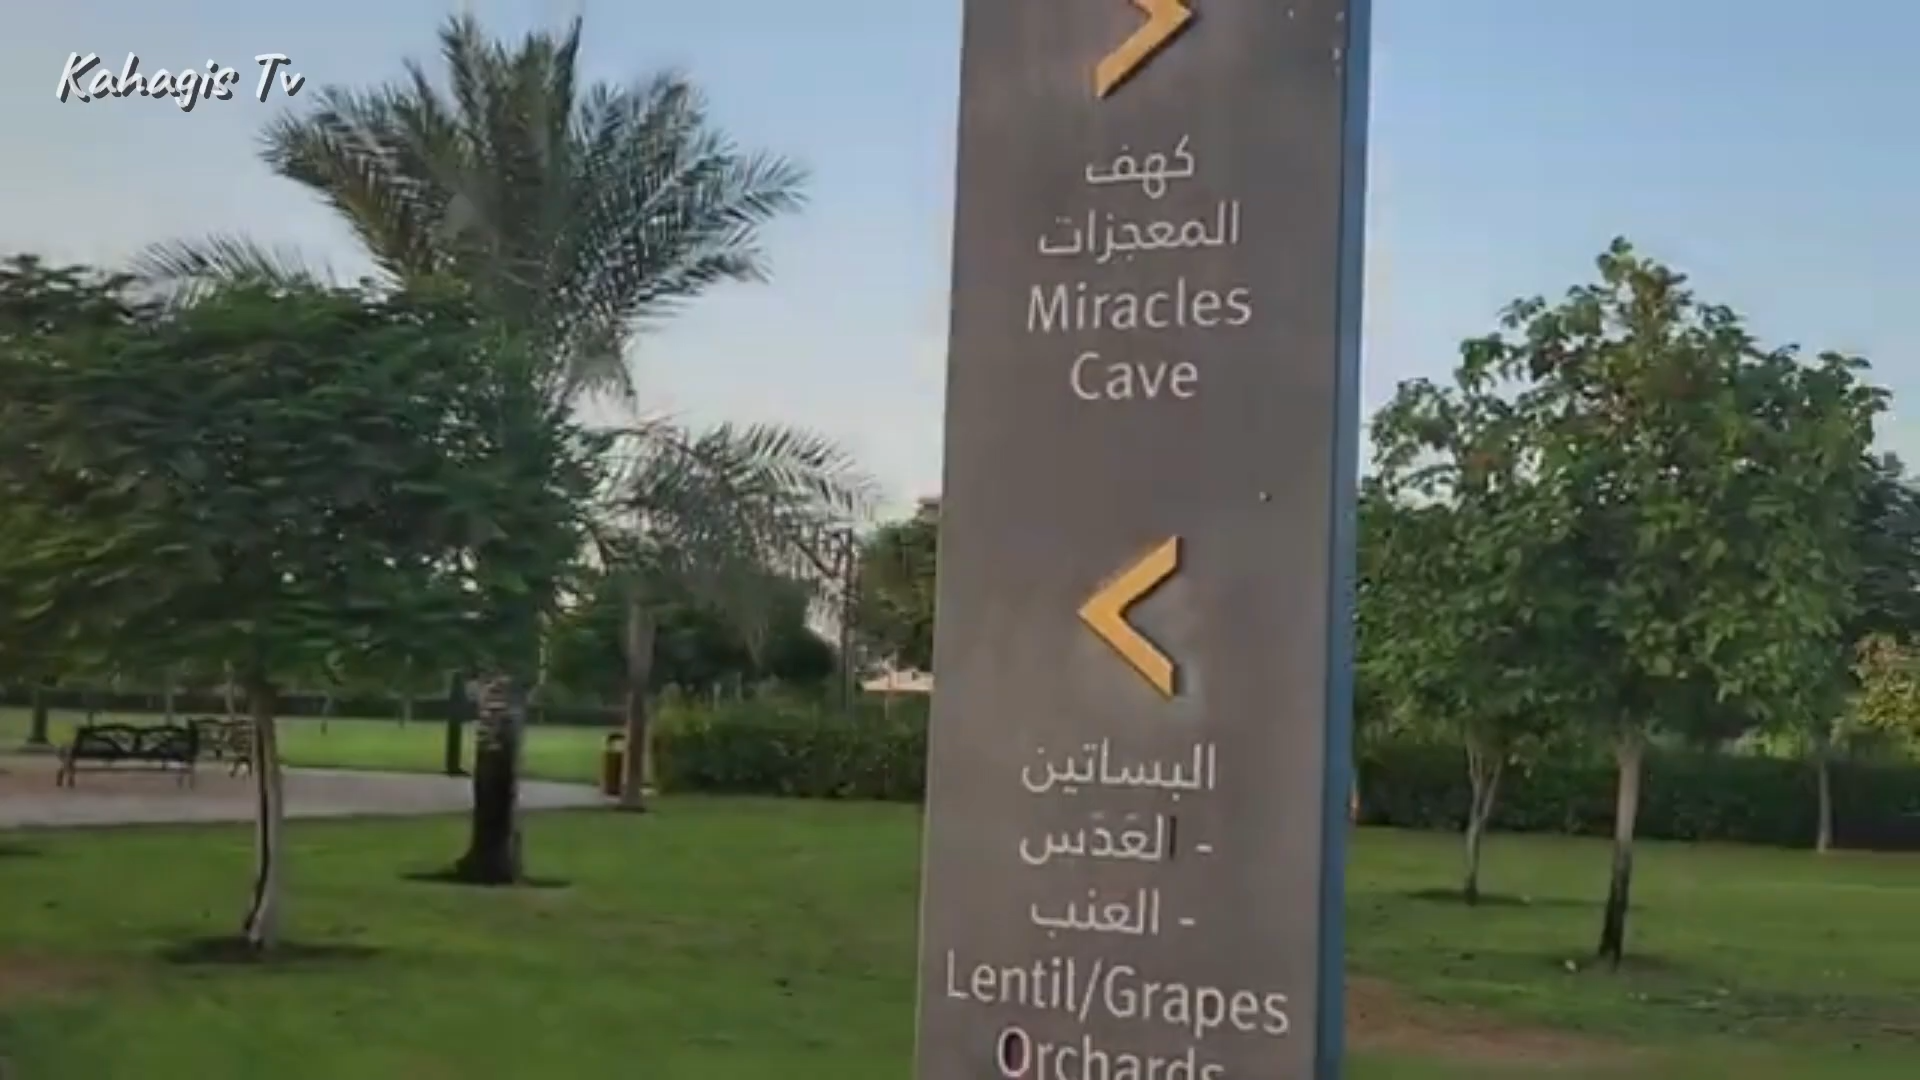 Kahagis Tv
كهف
المعجزات
Miracles
Cave
البساتين
- العَدَس
- العنب
Lentil/Grapes
Orchards